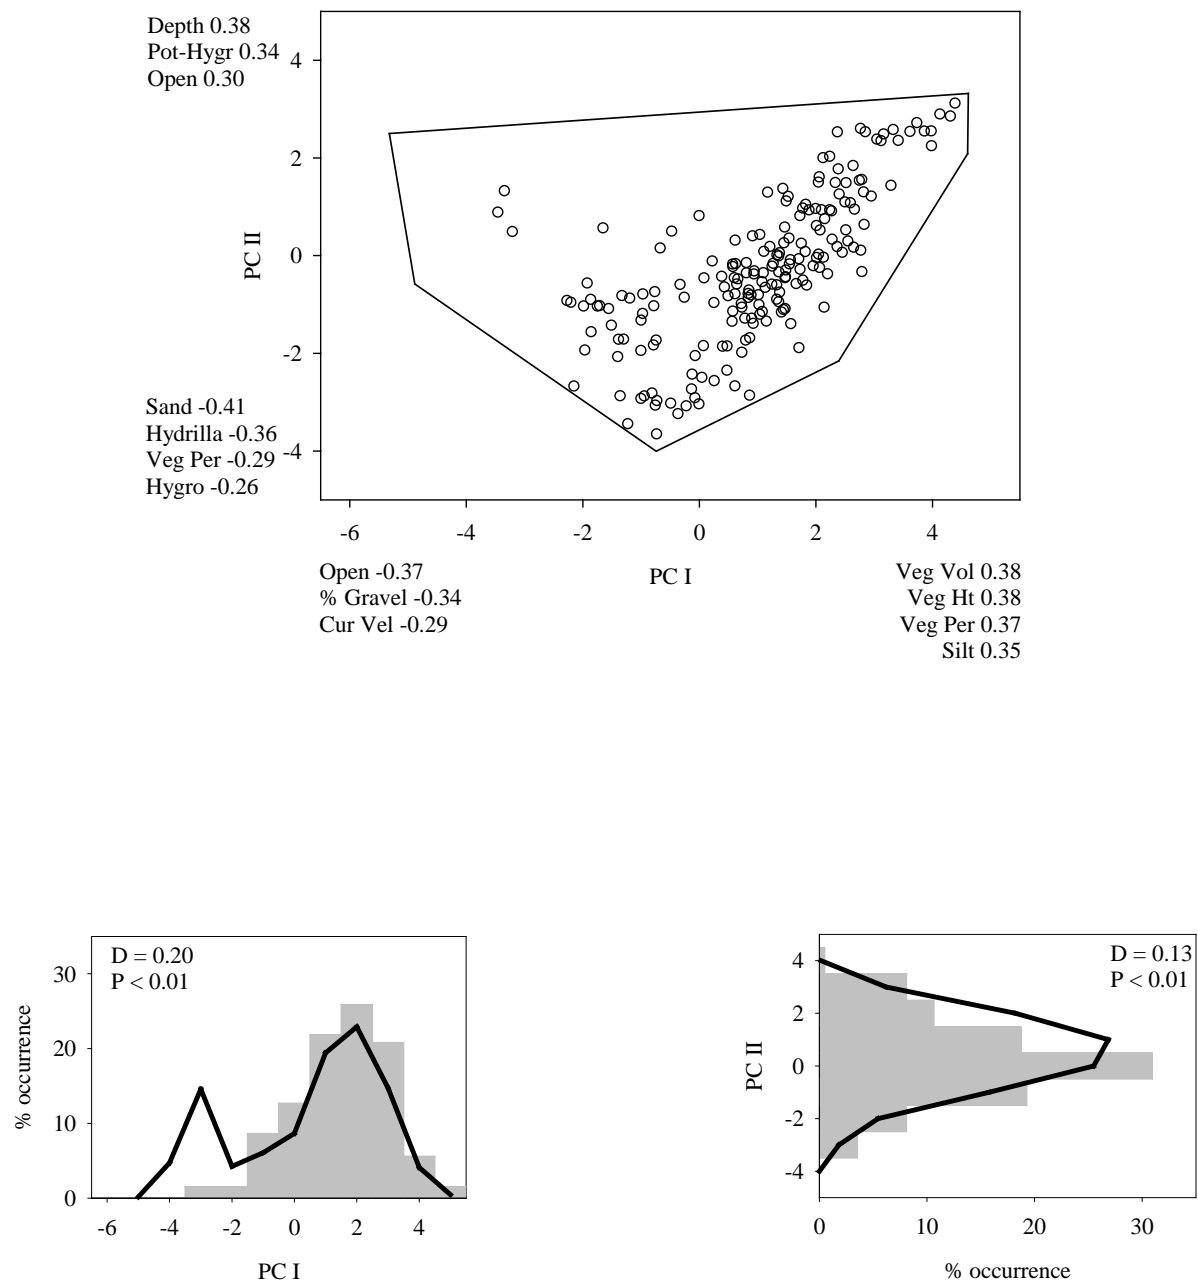 Depth 0.38
Pot-Hygr 0.34
Open 0.30
4
2
0
-2
-4
PC II
Sand -0.41
Hydrilla -0.36
Veg Per -0.29
Hygro -0.26
-6 -4 -2 0 2 4
PC I
Open -0.37
% Gravel -0.34
Cur Vel -0.29
Veg Vol 0.38
Veg Ht 0.38
Veg Per 0.37
Silt 0.35
D = 0.20
P < 0.01
30
20
10
0
% occurrence
-6 -4 -2 0 2 4
PC I
D = 0.13
P < 0.01
4
2
0
-2
-4
PC II
0 10 20 30
% occurrence